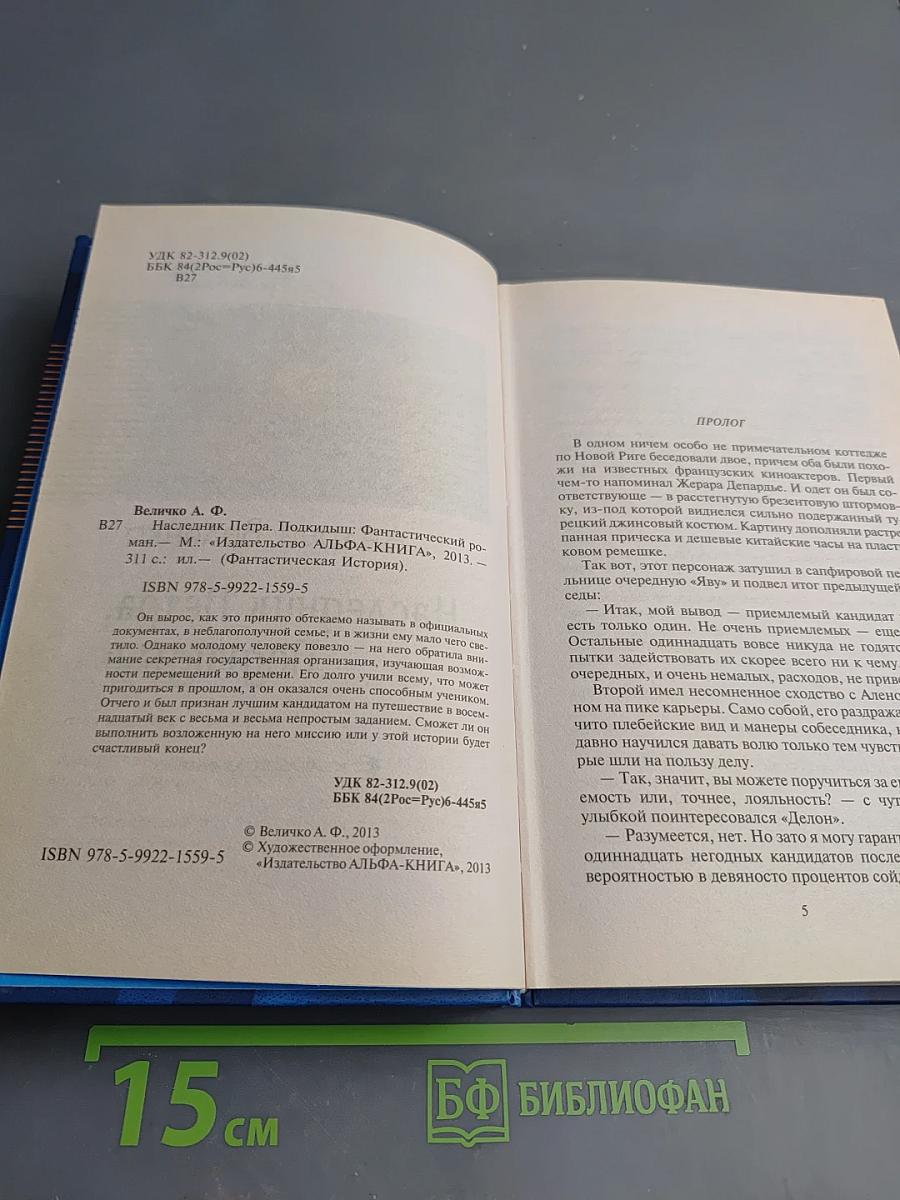 УДК 82-312.9(02)
ББК 84(2Рос=Рус)6-445я5
В27
Величко А. Ф.
В27 Наследник Петра. Подкидыш: Фантастический ро-
ман.— М.: «Издательство АЛЬФА-КНИГА», 2013.—
311 с.: ил.— (Фантастическая История).
ISBN 978-5-9922-1559-5
Он вырос, как это принято обтекаемо называть в официальных
документах, в неблагополучной семье, и в жизни ему мало чего све-
тило. Однако молодому человеку повезло — на него обратила вни-
мание секретная государственная организация, изучающая возмож-
ности перемещений во времени. Его долго учили всему, что может
пригодиться в прошлом, а он оказался очень способным учеником.
Отчего и был признан лучшим кандидатом на путешествие в восем-
надцатый век с весьма и весьма непростым заданием. Сможет ли он
выполнить возложенную на него миссию или у этой истории будет
счастливый конец?
УДК 82-312.9(02)
ББК 84(2Рос=Рус)6-445я5
© Величко А. Ф., 2013
© Художественное оформление,
«Издательство АЛЬФА-КНИГА», 2013
ISBN 978-5-9922-1559-5
ПРОЛОГ
В одном ничем особо не примечательном коттедже
по Новой Риге беседовали двое, причем оба были похо-
жи на известных французских киноактеров. Первый
чем-то напоминал Жерара Депардье. И одет он был со-
ответствующе — в расстегнутую брезентовую штормов-
ку, из-под которой виднелся сильно подержанный ту-
рецкий джинсовый костюм. Картину дополняли растре
панная прическа и дешевые китайские часы на пласт
ковом ремешке.
Так вот, этот персонаж затушил в сапфировой пе
льнице очередную «Яву» и подвел итог предыдущей
седы:
— Итак, мой вывод — приемлемый кандидат
есть только один. Не очень приемлемых — еще
Остальные одиннадцать вовсе никуда не годятс
пытки задействовать их скорее всего ни к чему
очередных, и очень немалых, расходов, не приве
Второй имел несомненное сходство с Алено
ном на пике карьеры. Само собой, его раздража
чито плебейские вид и манеры собеседника,
давно научился давать волю только тем чувств
рые шли на пользу делу.
— Так, значит, вы можете поручиться за е
емость или, точнее, лояльность? — с чут
улыбкой поинтересовался «Делон».
— Разумеется, нет. Но зато я могу гарант
одиннадцать негодных кандидатов после
вероятностью в девяносто процентов сой
5
15 см
БФ БИБЛИОФАН